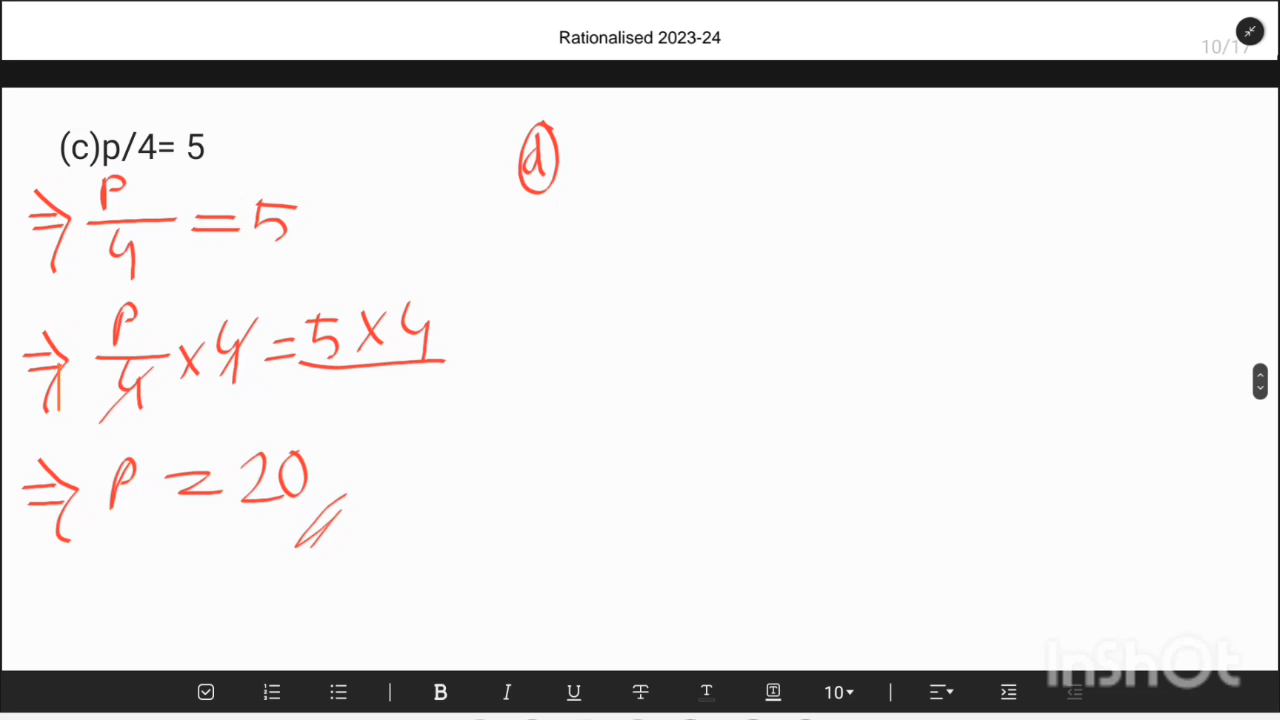 Rationalised 2023-24
10/17
(c)p/4= 5
⇒ p/4 = 5
⇒ p/4 × 4 = 5 × 4
⇒ p = 20
(d)
B I U T T T 10
InShOt